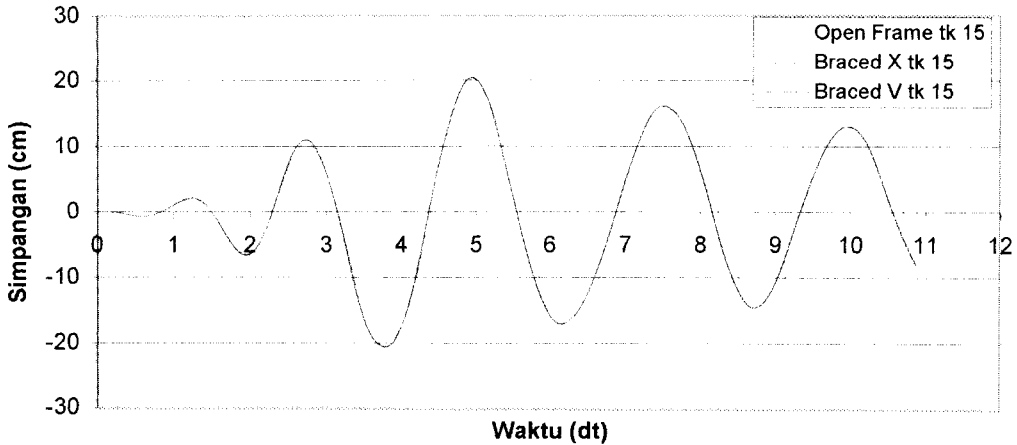 30
20
10
0
-10
-20
-30
Simpangan (cm)
0 1 2 3 4 5 6 7 8 9 10 11 12
Waktu (dt)
Open Frame tk 15
Braced X tk 15
Braced V tk 15